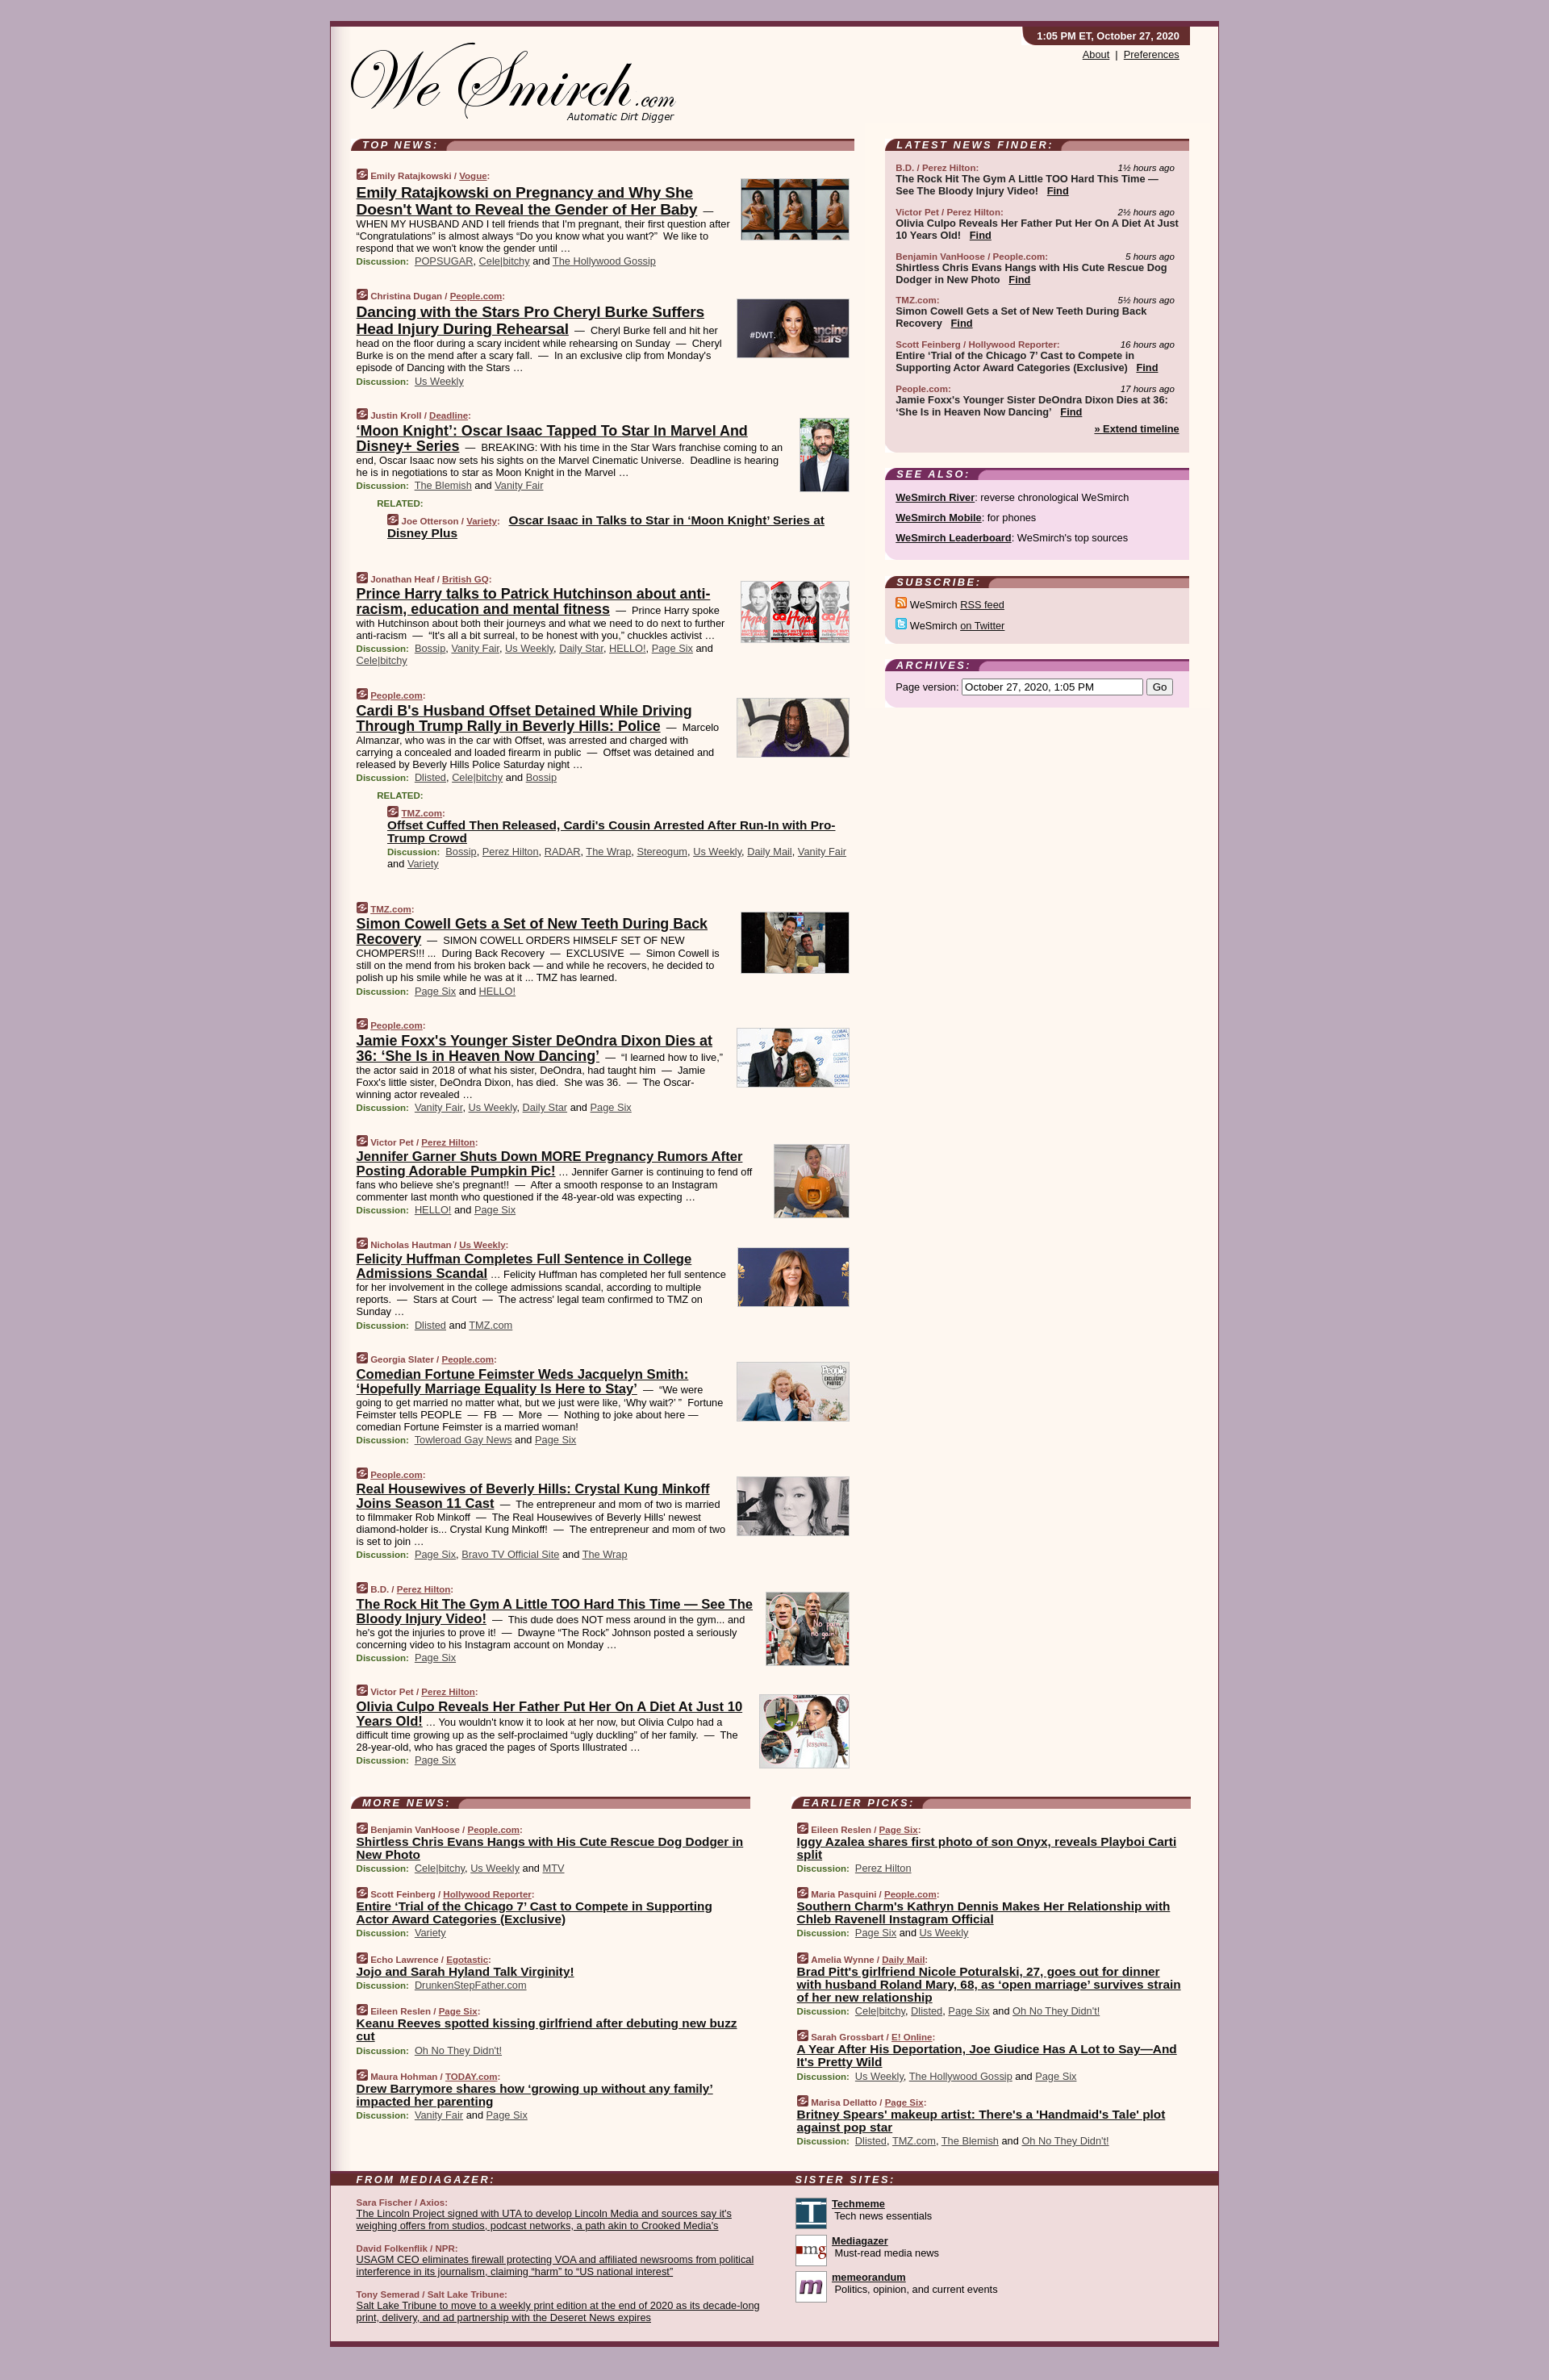 1:05 PM ET, October 27, 2020
About | Preferences
We Smirch.com
Automatic Dirt Digger
TOP NEWS:
Emily Ratajkowski / Vogue:
Emily Ratajkowski on Pregnancy and Why She
Doesn't Want to Reveal the Gender of Her Baby —
WHEN MY HUSBAND AND I tell friends that I'm pregnant, their first question after
“Congratulations” is almost always “Do you know what you want?” We like to
respond that we won't know the gender until …
Discussion: POPSUGAR, Cele|bitchy and The Hollywood Gossip
Christina Dugan / People.com:
Dancing with the Stars Pro Cheryl Burke Suffers
Head Injury During Rehearsal — Cheryl Burke fell and hit her
head on the floor during a scary incident while rehearsing on Sunday — Cheryl
Burke is on the mend after a scary fall. — In an exclusive clip from Monday's
episode of Dancing with the Stars …
Discussion: Us Weekly
Justin Kroll / Deadline:
‘Moon Knight’: Oscar Isaac Tapped To Star In Marvel And
Disney+ Series — BREAKING: With his time in the Star Wars franchise coming to an
end, Oscar Isaac now sets his sights on the Marvel Cinematic Universe. Deadline is hearing
he is in negotiations to star as Moon Knight in the Marvel …
Discussion: The Blemish and Vanity Fair
RELATED:
Joe Otterson / Variety: Oscar Isaac in Talks to Star in ‘Moon Knight’ Series at
Disney Plus
Jonathan Heaf / British GQ:
Prince Harry talks to Patrick Hutchinson about anti-
racism, education and mental fitness — Prince Harry spoke
with Hutchinson about both their journeys and what we need to do next to further
anti-racism — “It's all a bit surreal, to be honest with you,” chuckles activist …
Discussion: Bossip, Vanity Fair, Us Weekly, Daily Star, HELLO!, Page Six and
Cele|bitchy
People.com:
Cardi B's Husband Offset Detained While Driving
Through Trump Rally in Beverly Hills: Police — Marcelo
Almanzar, who was in the car with Offset, was arrested and charged with
carrying a concealed and loaded firearm in public — Offset was detained and
released by Beverly Hills Police Saturday night …
Discussion: Dlisted, Cele|bitchy and Bossip
RELATED:
TMZ.com:
Offset Cuffed Then Released, Cardi's Cousin Arrested After Run-In with Pro-
Trump Crowd
Discussion: Bossip, Perez Hilton, RADAR, The Wrap, Stereogum, Us Weekly, Daily Mail, Vanity Fair
and Variety
TMZ.com:
Simon Cowell Gets a Set of New Teeth During Back
Recovery — SIMON COWELL ORDERS HIMSELF SET OF NEW
CHOMPERS!!! ... During Back Recovery — EXCLUSIVE — Simon Cowell is
still on the mend from his broken back — and while he recovers, he decided to
polish up his smile while he was at it ... TMZ has learned.
Discussion: Page Six and HELLO!
People.com:
Jamie Foxx's Younger Sister DeOndra Dixon Dies at
36: ‘She Is in Heaven Now Dancing’ — “I learned how to live,”
the actor said in 2018 of what his sister, DeOndra, had taught him — Jamie
Foxx's little sister, DeOndra Dixon, has died. She was 36. — The Oscar-
winning actor revealed …
Discussion: Vanity Fair, Us Weekly, Daily Star and Page Six
Victor Pet / Perez Hilton:
Jennifer Garner Shuts Down MORE Pregnancy Rumors After
Posting Adorable Pumpkin Pic! … Jennifer Garner is continuing to fend off
fans who believe she's pregnant!! — After a smooth response to an Instagram
commenter last month who questioned if the 48-year-old was expecting …
Discussion: HELLO! and Page Six
Nicholas Hautman / Us Weekly:
Felicity Huffman Completes Full Sentence in College
Admissions Scandal … Felicity Huffman has completed her full sentence
for her involvement in the college admissions scandal, according to multiple
reports. — Stars at Court — The actress' legal team confirmed to TMZ on
Sunday …
Discussion: Dlisted and TMZ.com
Georgia Slater / People.com:
Comedian Fortune Feimster Weds Jacquelyn Smith:
‘Hopefully Marriage Equality Is Here to Stay’ — “We were
going to get married no matter what, but we just were like, ‘Why wait?’ ” Fortune
Feimster tells PEOPLE — FB — More — Nothing to joke about here —
comedian Fortune Feimster is a married woman!
Discussion: Towleroad Gay News and Page Six
People.com:
Real Housewives of Beverly Hills: Crystal Kung Minkoff
Joins Season 11 Cast — The entrepreneur and mom of two is married
to filmmaker Rob Minkoff — The Real Housewives of Beverly Hills' newest
diamond-holder is... Crystal Kung Minkoff! — The entrepreneur and mom of two
is set to join …
Discussion: Page Six, Bravo TV Official Site and The Wrap
B.D. / Perez Hilton:
The Rock Hit The Gym A Little TOO Hard This Time — See The
Bloody Injury Video! — This dude does NOT mess around in the gym... and
he's got the injuries to prove it! — Dwayne “The Rock” Johnson posted a seriously
concerning video to his Instagram account on Monday …
Discussion: Page Six
Victor Pet / Perez Hilton:
Olivia Culpo Reveals Her Father Put Her On A Diet At Just 10
Years Old! … You wouldn't know it to look at her now, but Olivia Culpo had a
difficult time growing up as the self-proclaimed “ugly duckling” of her family. — The
28-year-old, who has graced the pages of Sports Illustrated …
Discussion: Page Six
LATEST NEWS FINDER:
B.D. / Perez Hilton: 1½ hours ago
The Rock Hit The Gym A Little TOO Hard This Time —
See The Bloody Injury Video! Find
Victor Pet / Perez Hilton: 2½ hours ago
Olivia Culpo Reveals Her Father Put Her On A Diet At Just
10 Years Old! Find
Benjamin VanHoose / People.com: 5 hours ago
Shirtless Chris Evans Hangs with His Cute Rescue Dog
Dodger in New Photo Find
TMZ.com: 5½ hours ago
Simon Cowell Gets a Set of New Teeth During Back
Recovery Find
Scott Feinberg / Hollywood Reporter: 16 hours ago
Entire ‘Trial of the Chicago 7’ Cast to Compete in
Supporting Actor Award Categories (Exclusive) Find
People.com: 17 hours ago
Jamie Foxx's Younger Sister DeOndra Dixon Dies at 36:
‘She Is in Heaven Now Dancing’ Find
» Extend timeline
SEE ALSO:
WeSmirch River: reverse chronological WeSmirch
WeSmirch Mobile: for phones
WeSmirch Leaderboard: WeSmirch's top sources
SUBSCRIBE:
WeSmirch RSS feed
WeSmirch on Twitter
ARCHIVES:
Page version: October 27, 2020, 1:05 PM Go
MORE NEWS:
Benjamin VanHoose / People.com:
Shirtless Chris Evans Hangs with His Cute Rescue Dog Dodger in
New Photo
Discussion: Cele|bitchy, Us Weekly and MTV
Scott Feinberg / Hollywood Reporter:
Entire ‘Trial of the Chicago 7’ Cast to Compete in Supporting
Actor Award Categories (Exclusive)
Discussion: Variety
Echo Lawrence / Egotastic:
Jojo and Sarah Hyland Talk Virginity!
Discussion: DrunkenStepFather.com
Eileen Reslen / Page Six:
Keanu Reeves spotted kissing girlfriend after debuting new buzz
cut
Discussion: Oh No They Didn't!
Maura Hohman / TODAY.com:
Drew Barrymore shares how ‘growing up without any family’
impacted her parenting
Discussion: Vanity Fair and Page Six
EARLIER PICKS:
Eileen Reslen / Page Six:
Iggy Azalea shares first photo of son Onyx, reveals Playboi Carti
split
Discussion: Perez Hilton
Maria Pasquini / People.com:
Southern Charm's Kathryn Dennis Makes Her Relationship with
Chleb Ravenell Instagram Official
Discussion: Page Six and Us Weekly
Amelia Wynne / Daily Mail:
Brad Pitt's girlfriend Nicole Poturalski, 27, goes out for dinner
with husband Roland Mary, 68, as ‘open marriage’ survives strain
of her new relationship
Discussion: Cele|bitchy, Dlisted, Page Six and Oh No They Didn't!
Sarah Grossbart / E! Online:
A Year After His Deportation, Joe Giudice Has A Lot to Say—And
It's Pretty Wild
Discussion: Us Weekly, The Hollywood Gossip and Page Six
Marisa Dellatto / Page Six:
Britney Spears' makeup artist: There's a 'Handmaid's Tale' plot
against pop star
Discussion: Dlisted, TMZ.com, The Blemish and Oh No They Didn't!
FROM MEDIAGAZER:
Sara Fischer / Axios:
The Lincoln Project signed with UTA to develop Lincoln Media and sources say it's
weighing offers from studios, podcast networks, a path akin to Crooked Media's
David Folkenflik / NPR:
USAGM CEO eliminates firewall protecting VOA and affiliated newsrooms from political
interference in its journalism, claiming “harm” to “US national interest”
Tony Semerad / Salt Lake Tribune:
Salt Lake Tribune to move to a weekly print edition at the end of 2020 as its decade-long
print, delivery, and ad partnership with the Deseret News expires
SISTER SITES:
Techmeme
Tech news essentials
Mediagazer
Must-read media news
memeorandum
Politics, opinion, and current events